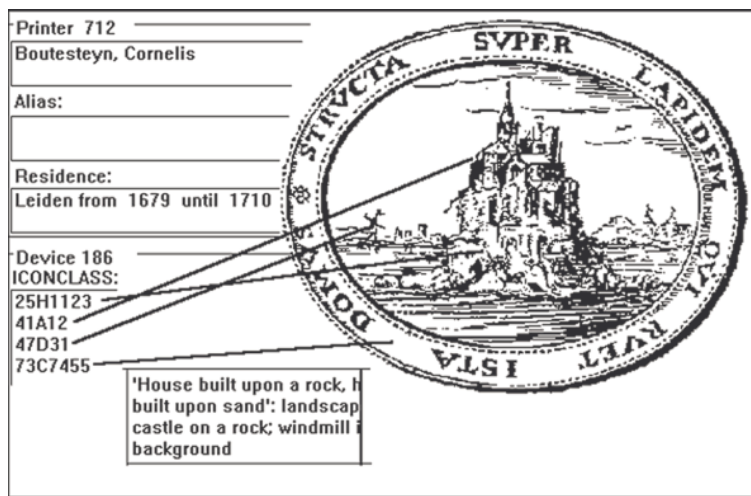 Printer 712
Boutesteyn, Cornelis
Alias:
Residence:
Leiden from 1679 until 1710
Device 186
ICONCLASS:
25H1123
41A12
47D31
73C7455
'House built upon a rock, h
built upon sand': landscap
castle on a rock; windmill i
background
STRVCTA SVPER LAPIDEM QVI RVET ISTA DOMVS